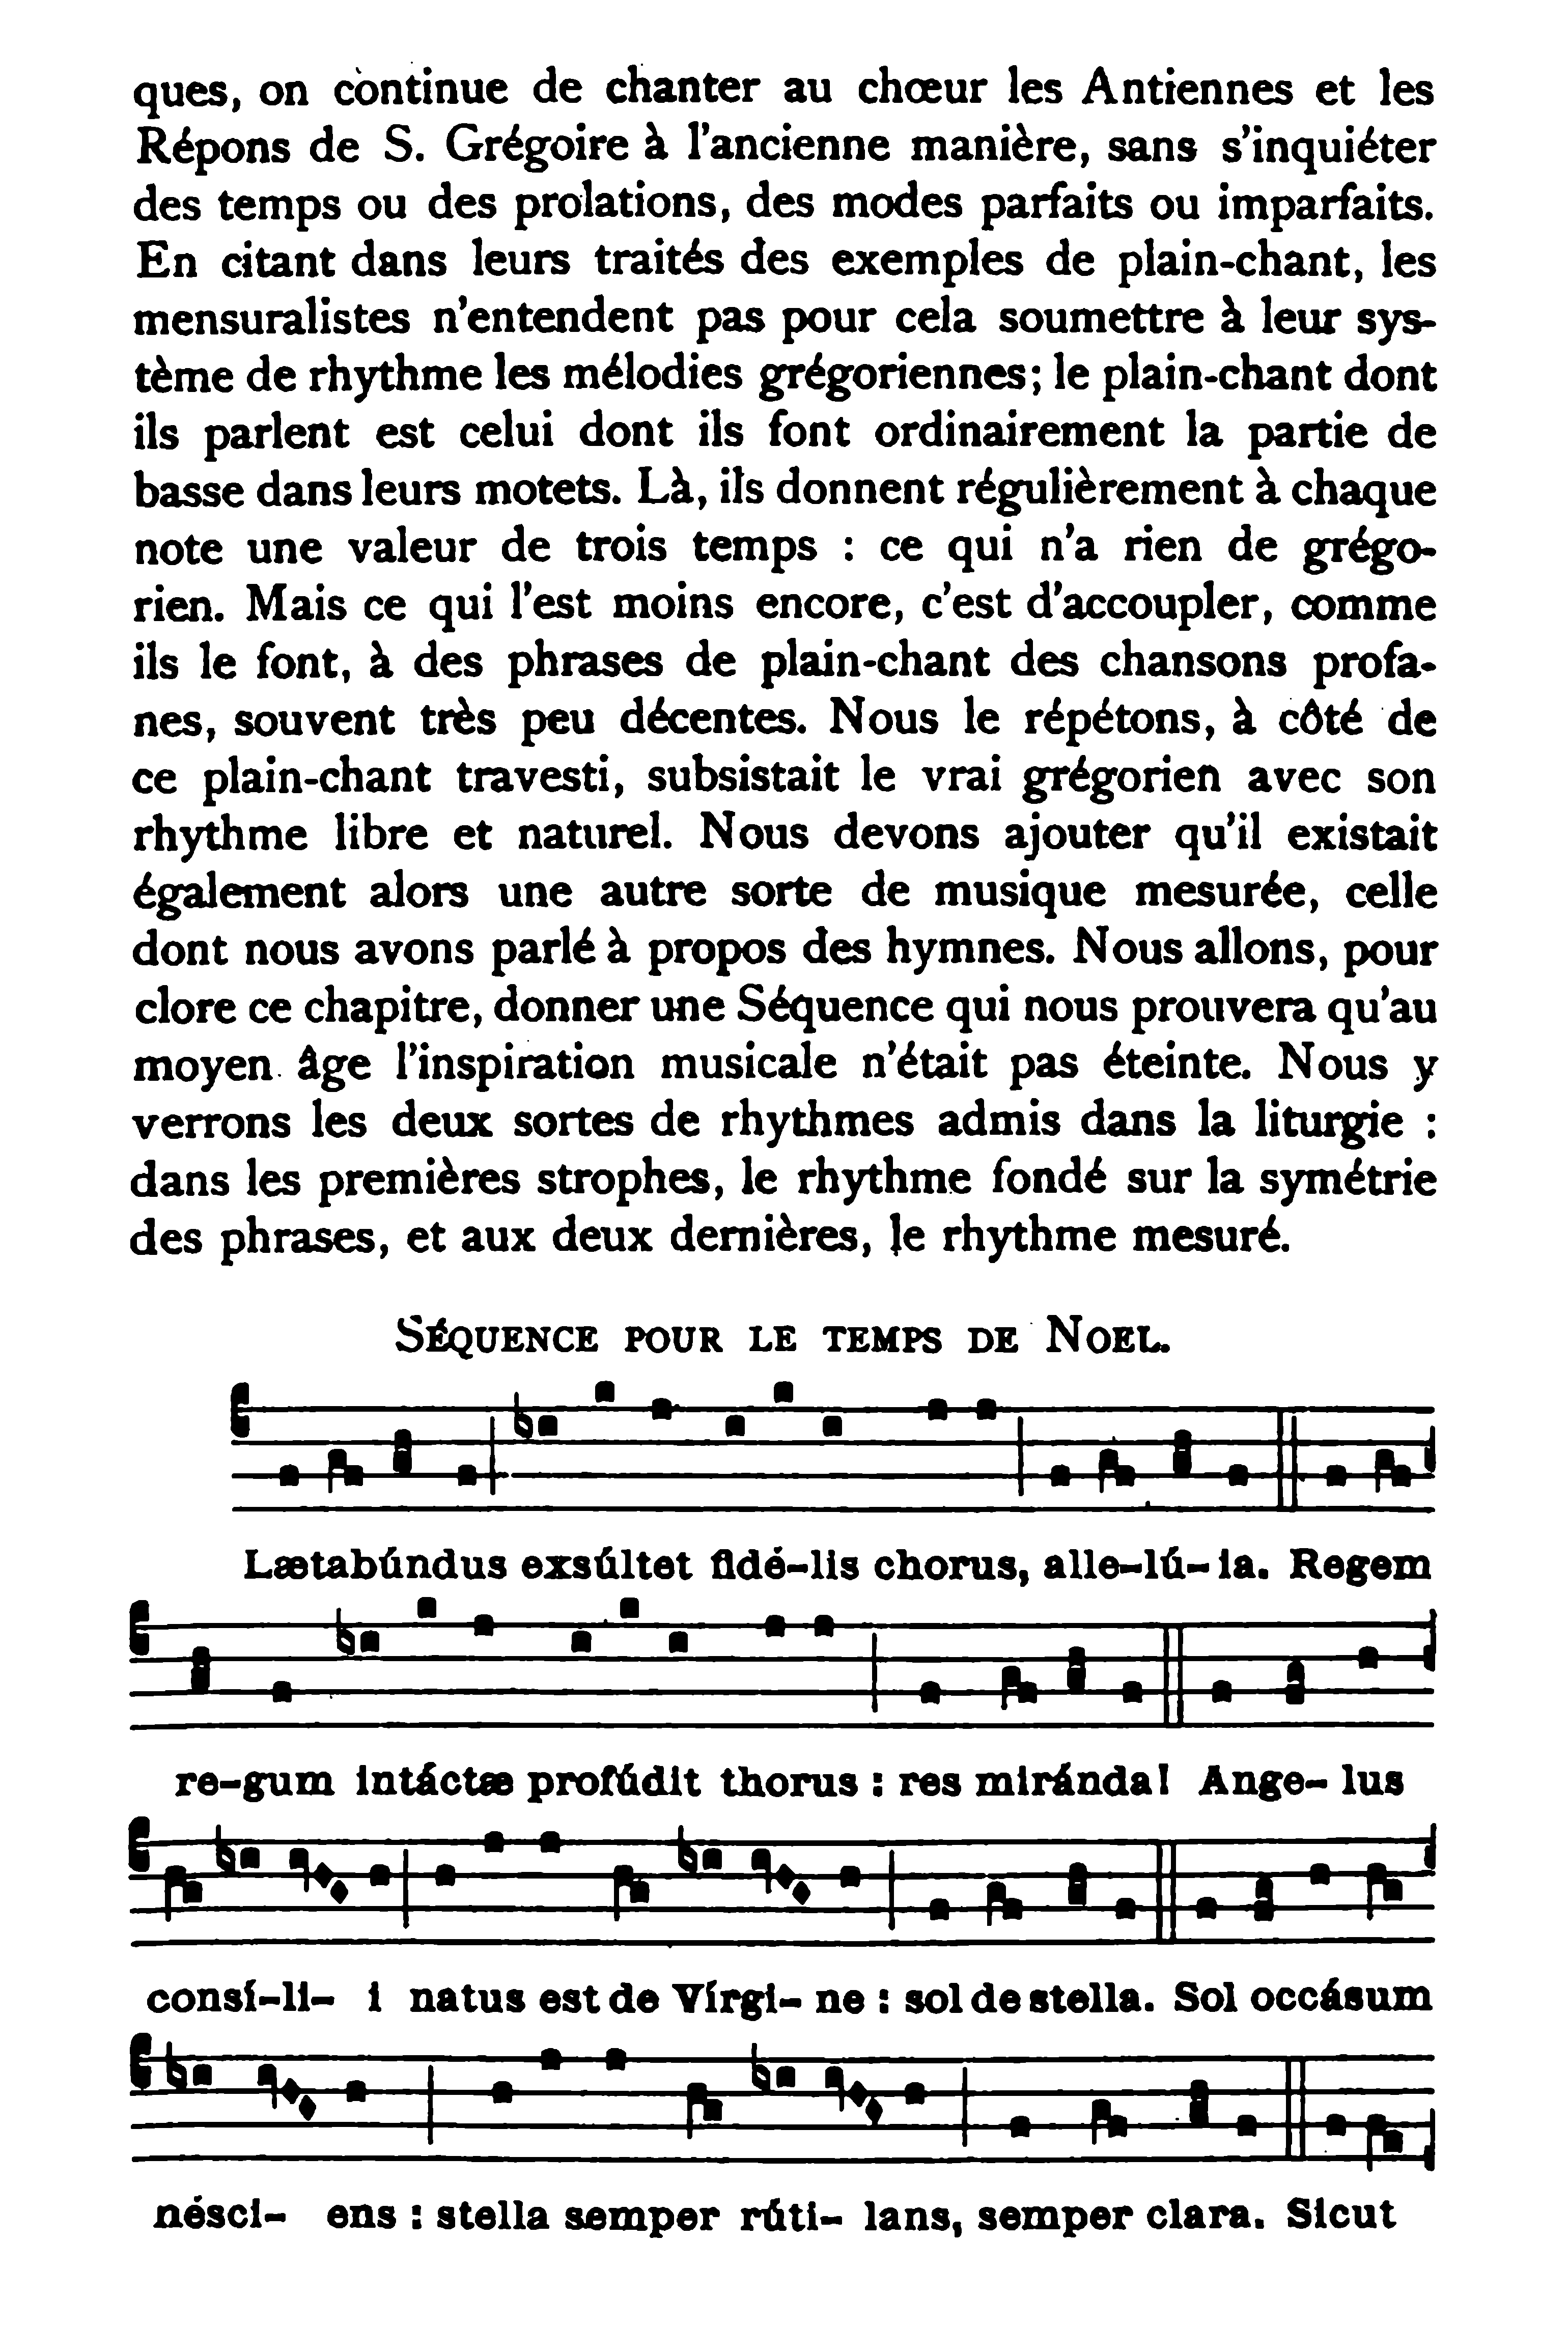 ques, on continue de chanter au chœur les Antiennes et les
Répons de S. Grégoire à l'ancienne manière, sans s'inquiéter
des temps ou des prolations, des modes parfaits ou imparfaits.
En citant dans leurs traités des exemples de plain-chant, les
mensuralistes n'entendent pas pour cela soumettre à leur sys-
tème de rhythme les mélodies grégoriennes; le plain-chant dont
ils parlent est celui dont ils font ordinairement la partie de
basse dans leurs motets. Là, ils donnent régulièrement à chaque
note une valeur de trois temps : ce qui n'a rien de grégo-
rien. Mais ce qui l'est moins encore, c'est d'accoupler, comme
ils le font, à des phrases de plain-chant des chansons profa-
nes, souvent très peu décentes. Nous le répétons, à côté de
ce plain-chant travesti, subsistait le vrai grégorien avec son
rhythme libre et naturel. Nous devons ajouter qu'il existait
également alors une autre sorte de musique mesurée, celle
dont nous avons parlé à propos des hymnes. Nous allons, pour
clore ce chapitre, donner une Séquence qui nous prouvera qu'au
moyen âge l'inspiration musicale n'était pas éteinte. Nous y
verrons les deux sortes de rhythmes admis dans la liturgie :
dans les premières strophes, le rhythme fondé sur la symétrie
des phrases, et aux deux dernières, le rhythme mesuré.
SÉQUENCE POUR LE TEMPS DE NOEL.
Lætabúndus exsúltet fidé-lis chorus, alle-lú-ia. Regem
re-gum intáctæ profúdit thorus : res miránda! Ange- lus
consí-li- i natus est de Vírgi- ne : sol de stella. Sol occásum
nésci- ens : stella semper rúti- lans, semper clara. Sicut